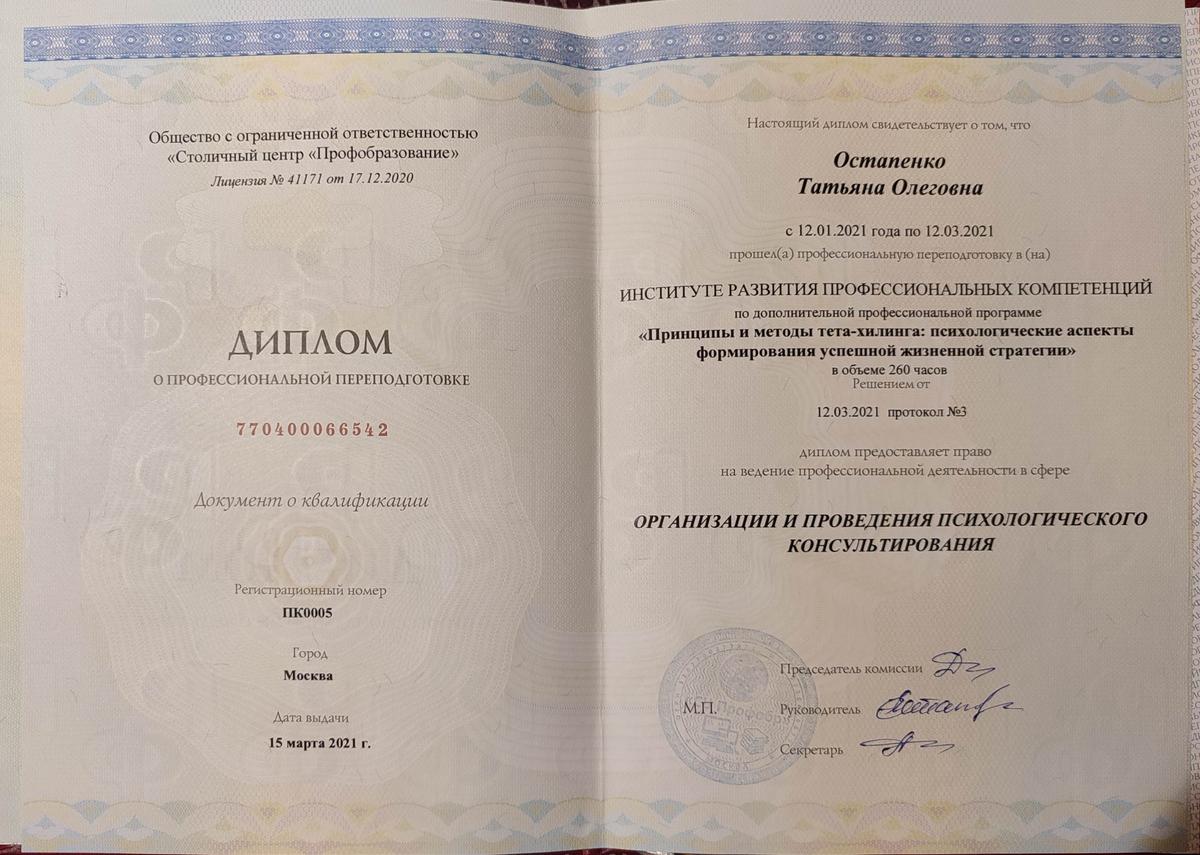 Общество с ограниченной ответственностью
«Столичный центр «Профобразование»
Лицензия № 41171 от 17.12.2020
ДИПЛОМ
О ПРОФЕССИОНАЛЬНОЙ ПЕРЕПОДГОТОВКЕ
770400066542
Документ о квалификации
Регистрационный номер
ПК0005
Город
Москва
Дата выдачи
15 марта 2021 г.
Настоящий диплом свидетельствует о том, что
Остапенко
Татьяна Олеговна
с 12.01.2021 года по 12.03.2021
прошел(а) профессиональную переподготовку в (на)
ИНСТИТУТЕ РАЗВИТИЯ ПРОФЕССИОНАЛЬНЫХ КОМПЕТЕНЦИЙ
по дополнительной профессиональной программе
«Принципы и методы тета-хилинга: психологические аспекты
формирования успешной жизненной стратегии»
в объеме 260 часов
Решением от
12.03.2021 протокол №3
диплом предоставляет право
на ведение профессиональной деятельности в сфере
ОРГАНИЗАЦИИ И ПРОВЕДЕНИЯ ПСИХОЛОГИЧЕСКОГО
КОНСУЛЬТИРОВАНИЯ
Председатель комиссии
М.П. Руководитель
Секретарь
МОСКВА